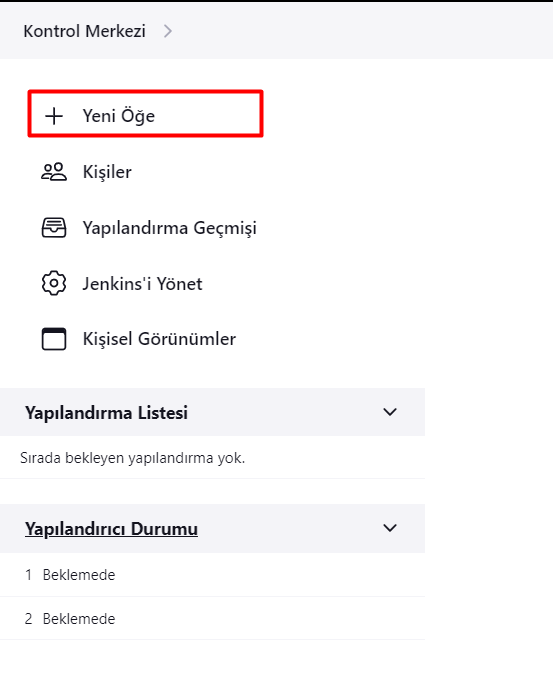 Kontrol Merkezi
Yeni Öğe
Kişiler
Yapılandırma Geçmişi
Jenkins'i Yönet
Kişisel Görünümler
Yapılandırma Listesi
Sırada bekleyen yapılandırma yok.
Yapılandırıcı Durumu
1 Beklemede
2 Beklemede